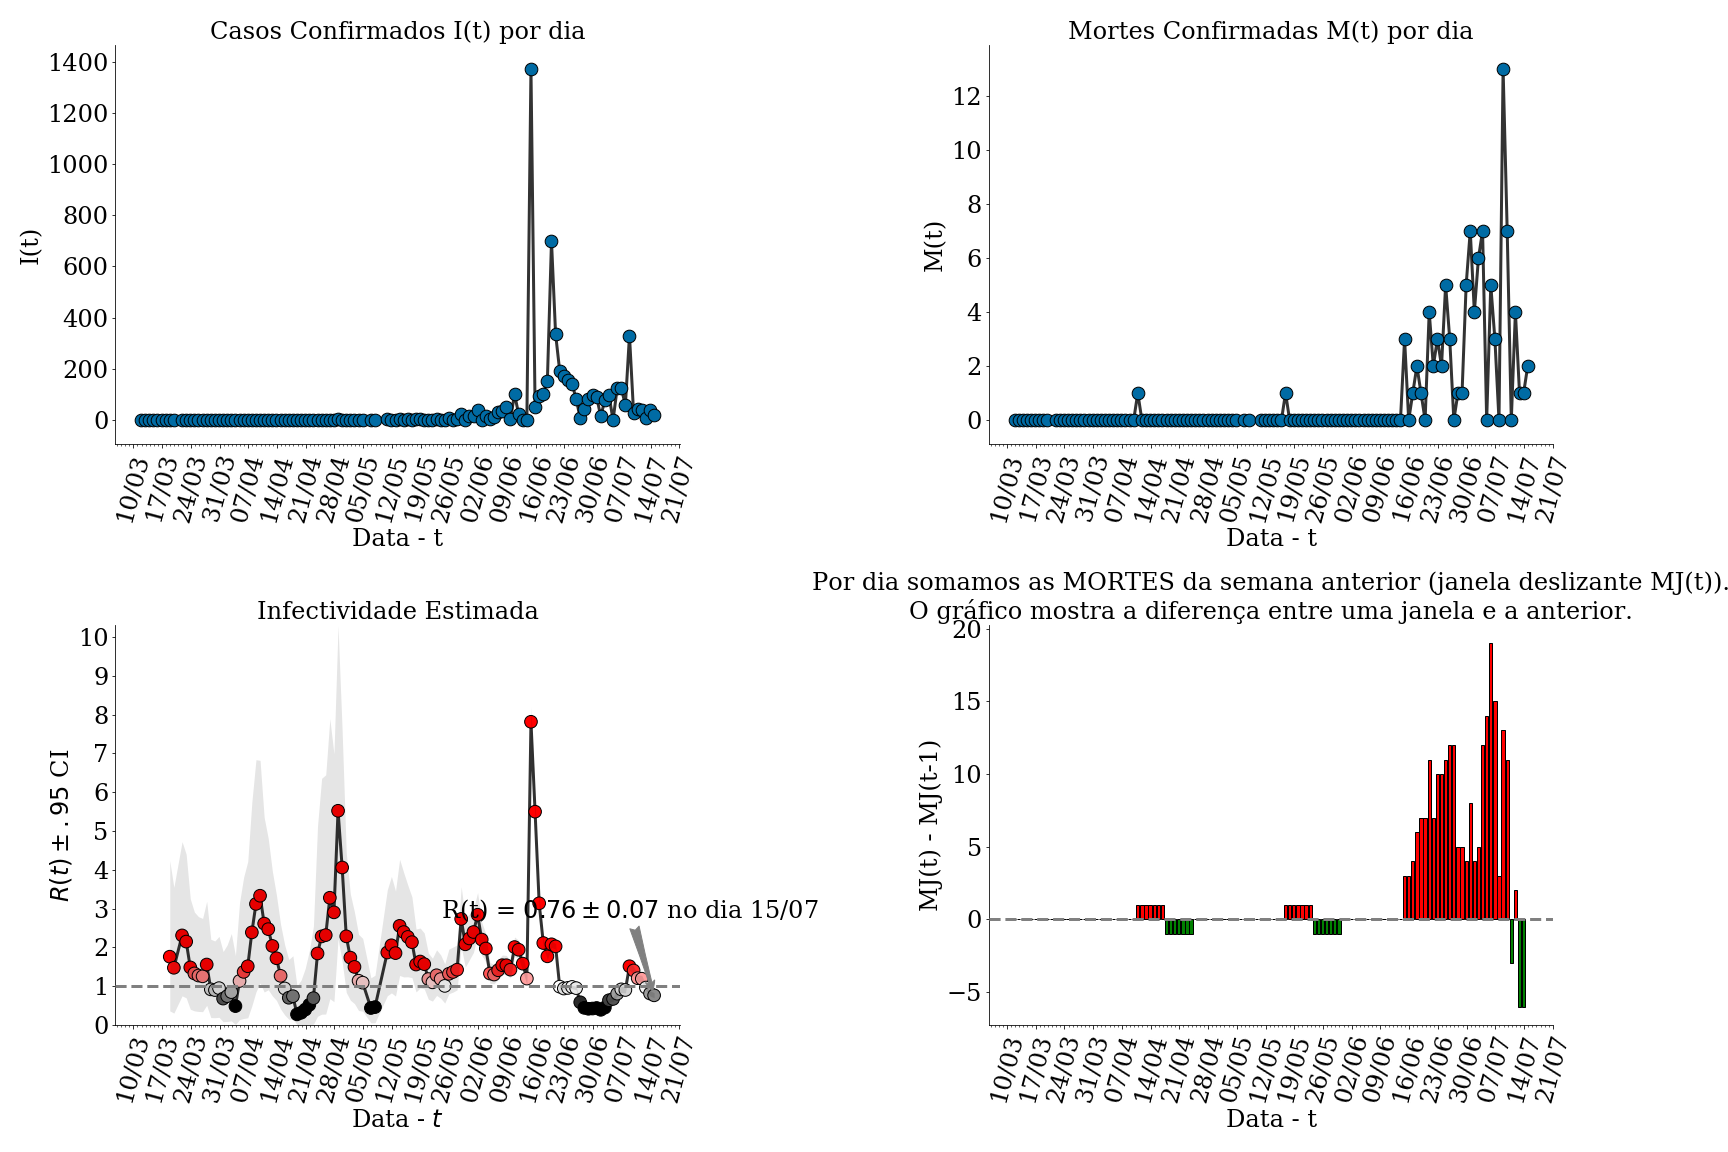 Casos Confirmados I(t) por dia
1400
1200
1000
800
600
400
200
0
I(t)
10/03 17/03 24/03 31/03 07/04 14/04 21/04 28/04 05/05 12/05 19/05 26/05 02/06 09/06 16/06 23/06 30/06 07/07 14/07 21/07
Data - t
Mortes Confirmadas M(t) por dia
12
10
8
6
4
2
0
M(t)
10/03 17/03 24/03 31/03 07/04 14/04 21/04 28/04 05/05 12/05 19/05 26/05 02/06 09/06 16/06 23/06 30/06 07/07 14/07 21/07
Data - t
Infectividade Estimada
10
9
8
7
6
5
4
3
2
1
0
R(t) ± .95 CI
R(t) = 0.76 ± 0.07 no dia 15/07
10/03 17/03 24/03 31/03 07/04 14/04 21/04 28/04 05/05 12/05 19/05 26/05 02/06 09/06 16/06 23/06 30/06 07/07 14/07 21/07
Data - t
Por dia somamos as MORTES da semana anterior (janela deslizante MJ(t)).
O gráfico mostra a diferença entre uma janela e a anterior.
20
15
10
5
0
−5
MJ(t) - MJ(t-1)
10/03 17/03 24/03 31/03 07/04 14/04 21/04 28/04 05/05 12/05 19/05 26/05 02/06 09/06 16/06 23/06 30/06 07/07 14/07 21/07
Data - t